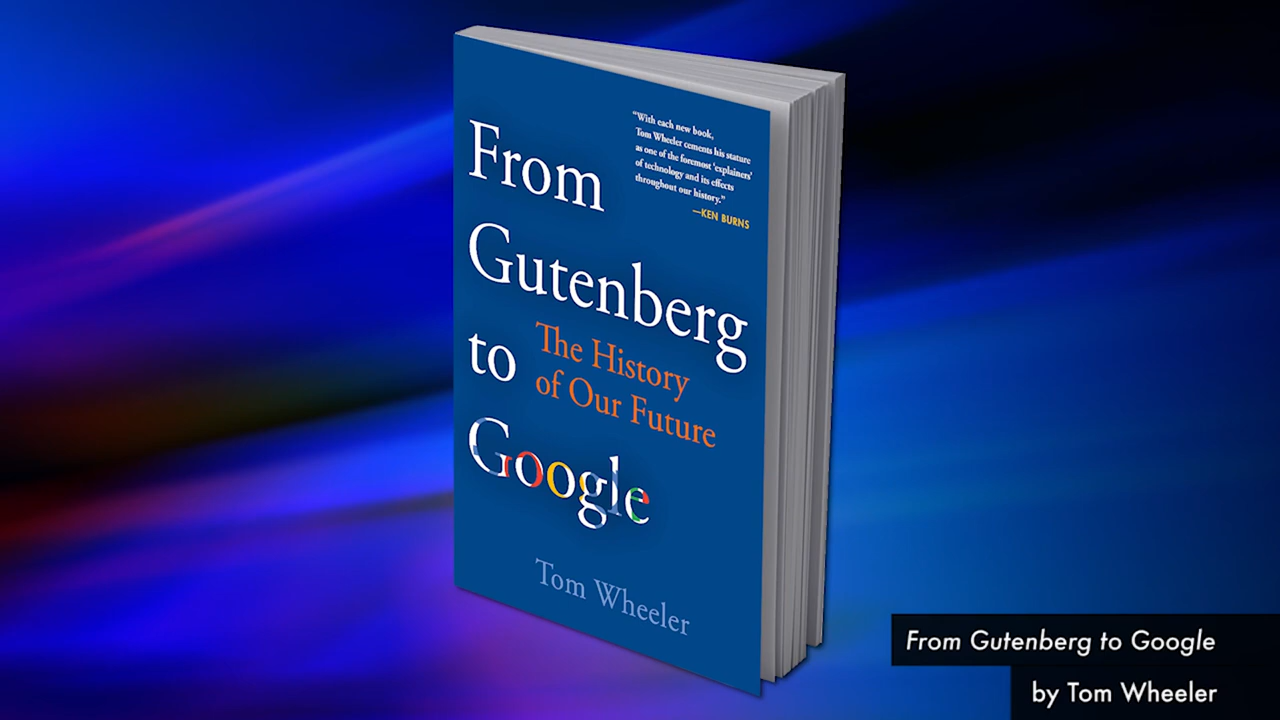 "With each new book,
Tom Wheeler cements his stature
as one of the foremost 'explainers'
of technology and its effects
throughout our history."
—KEN BURNS
From
Gutenberg
to
The History
of Our Future
Google
Tom Wheeler
From Gutenberg to Google
by Tom Wheeler